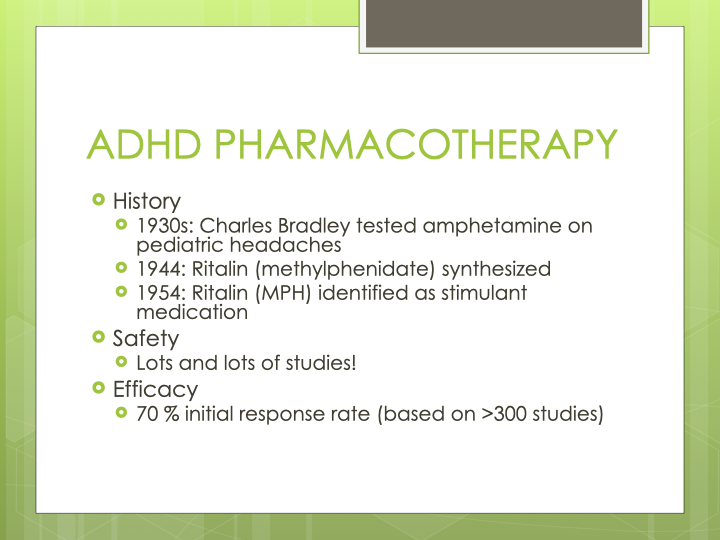 ADHD PHARMACOTHERAPY
History
1930s: Charles Bradley tested amphetamine on
pediatric headaches
1944: Ritalin (methylphenidate) synthesized
1954: Ritalin (MPH) identified as stimulant
medication
Safety
Lots and lots of studies!
Efficacy
70 % initial response rate (based on >300 studies)